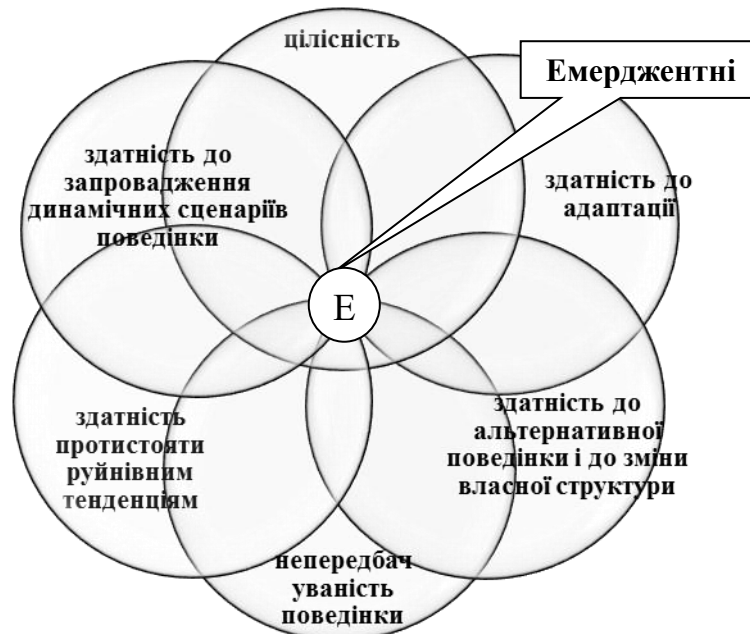 цілісність
Емерджентні
здатність до
запровадження
динамічних сценаріїв
поведінки
здатність до
адаптації
Е
здатність
протистояти
руйнівним
тенденціям
здатність до
альтернативної
поведінки і до зміни
власної структури
непередбач
уваність
поведінки